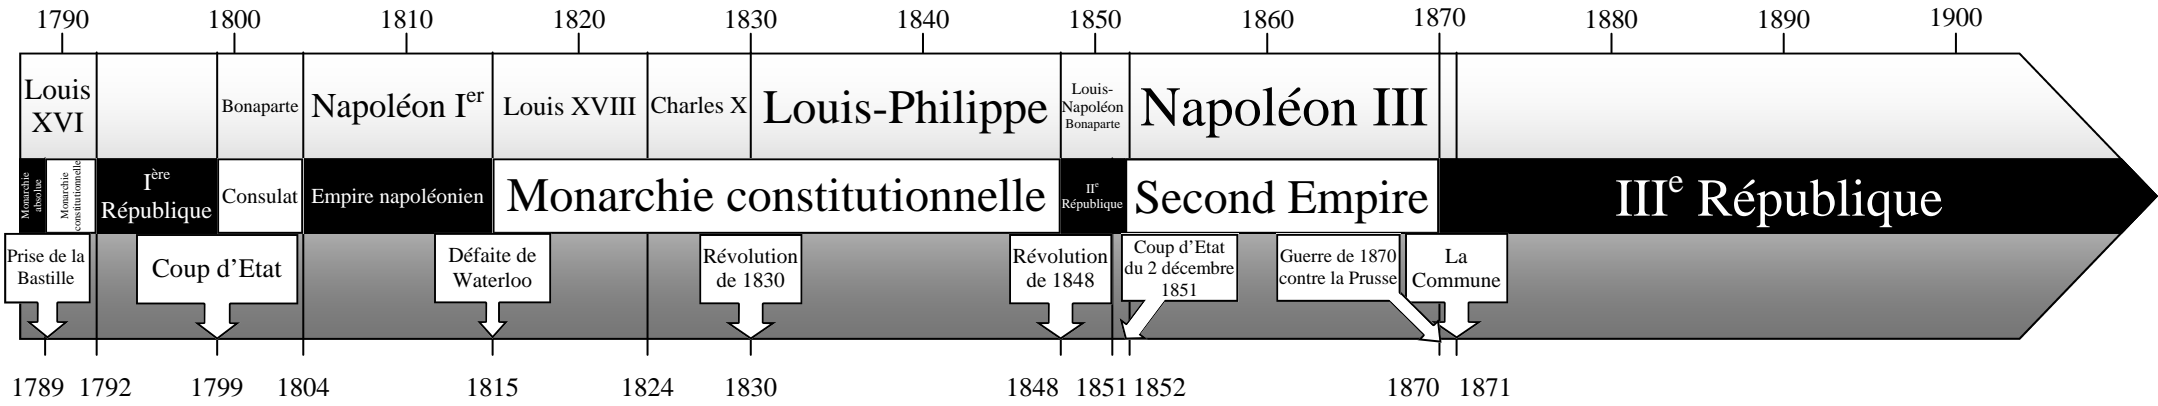 1790 1800 1810 1820 1830 1840 1850 1860 1870 1880 1890 1900
Louis
XVI
Bonaparte
Napoléon Ier
Louis XVIII
Charles X
Louis-Philippe
Louis-
Napoléon
Bonaparte
Napoléon III
Monarchie
absolue
Monarchie
constitutionnelle
Ière
République
Consulat
Empire napoléonien
Monarchie constitutionnelle
IIe
République
Second Empire
IIIe République
Prise de la
Bastille
Coup d’Etat
Défaite de
Waterloo
Révolution
de 1830
Révolution
de 1848
Coup d’Etat
du 2 décembre
1851
Guerre de 1870
contre la Prusse
La
Commune
1789 1792 1799 1804 1815 1824 1830 1848 1851 1852 1870 1871